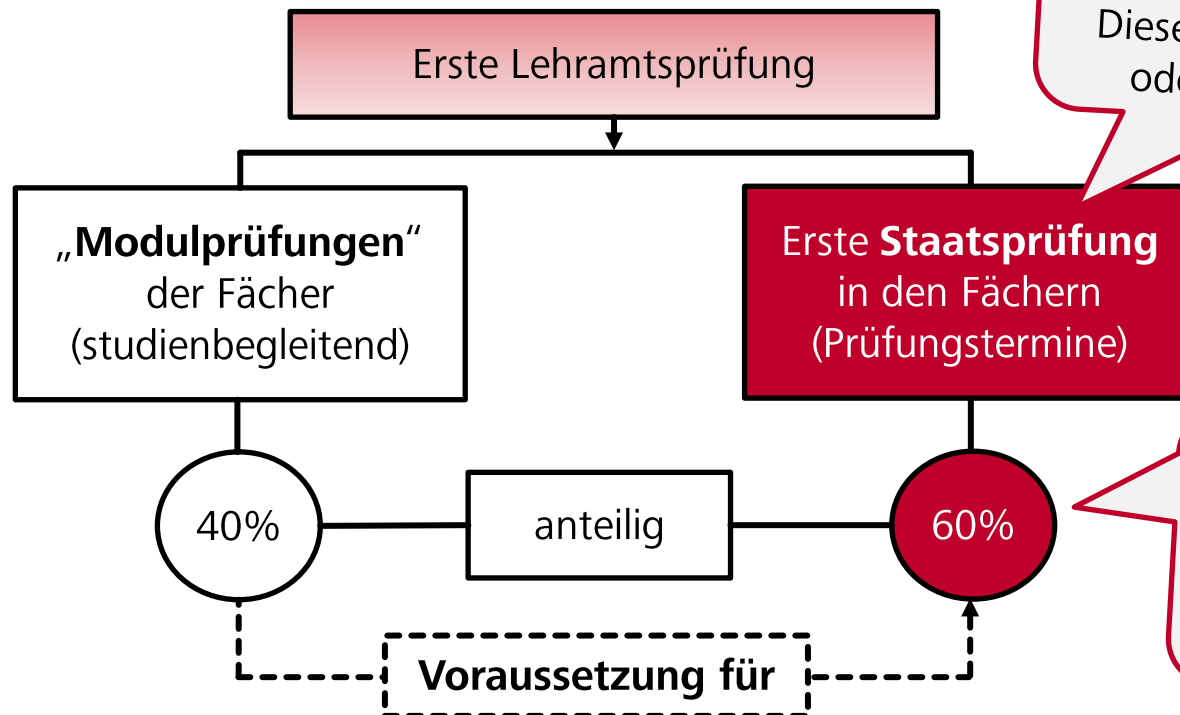 Erste Lehramtsprüfung
„Modulprüfungen“
der Fächer
(studienbegleitend)
Erste Staatsprüfung
in den Fächern
(Prüfungstermine)
40%
anteilig
60%
Voraussetzung für